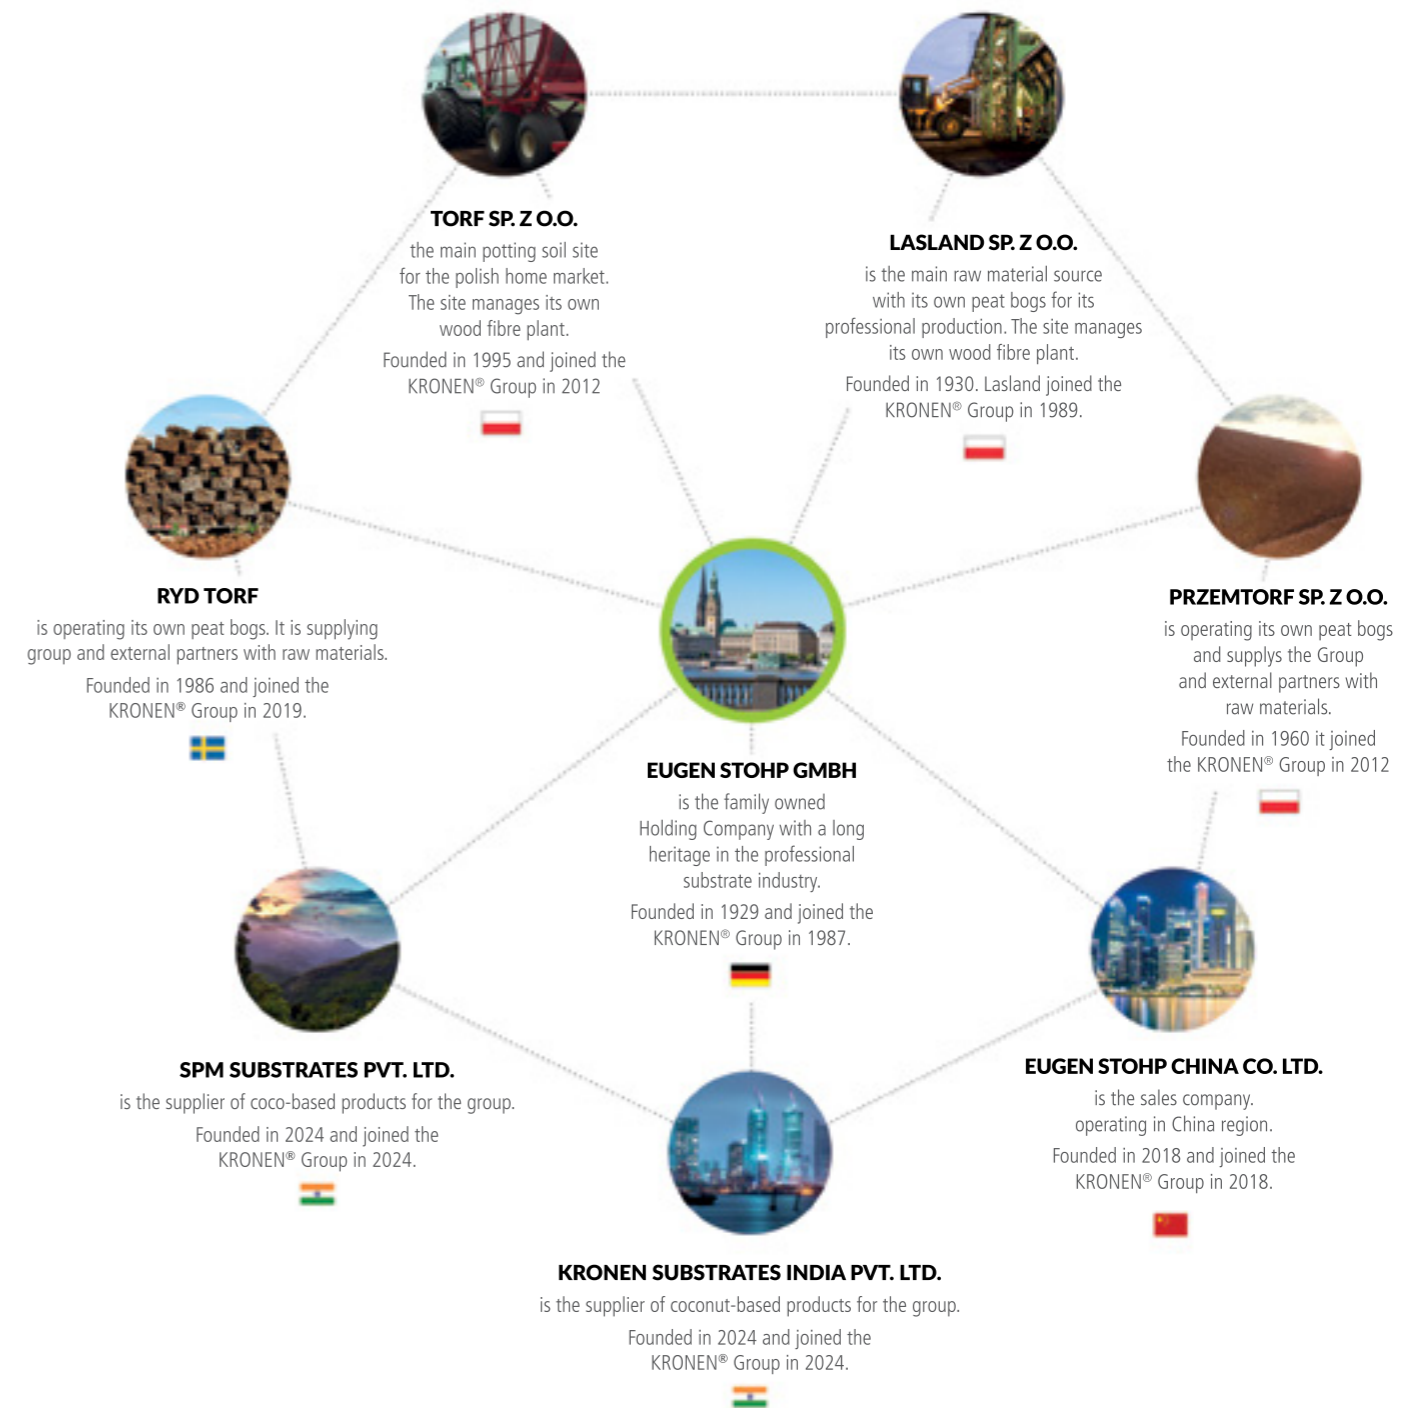 TORF SP. Z O.O.
the main potting soil site
for the polish home market.
The site manages its own
wood fibre plant.
Founded in 1995 and joined the
KRONEN® Group in 2012
LASLAND SP. Z O.O.
is the main raw material source
with its own peat bogs for its
professional production. The site manages
its own wood fibre plant.
Founded in 1930. Lasland joined the
KRONEN® Group in 1989.
RYD TORF
is operating its own peat bogs. It is supplying
group and external partners with raw materials.
Founded in 1986 and joined the
KRONEN® Group in 2019.
PRZEMTORF SP. Z O.O.
is operating its own peat bogs
and supplys the Group
and external partners with
raw materials.
Founded in 1960 it joined
the KRONEN® Group in 2012
EUGEN STOHP GMBH
is the family owned
Holding Company with a long
heritage in the professional
substrate industry.
Founded in 1929 and joined the
KRONEN® Group in 1987.
SPM SUBSTRATES PVT. LTD.
is the supplier of coco-based products for the group.
Founded in 2024 and joined the
KRONEN® Group in 2024.
EUGEN STOHP CHINA CO. LTD.
is the sales company.
operating in China region.
Founded in 2018 and joined the
KRONEN® Group in 2018.
KRONEN SUBSTRATES INDIA PVT. LTD.
is the supplier of coconut-based products for the group.
Founded in 2024 and joined the
KRONEN® Group in 2024.